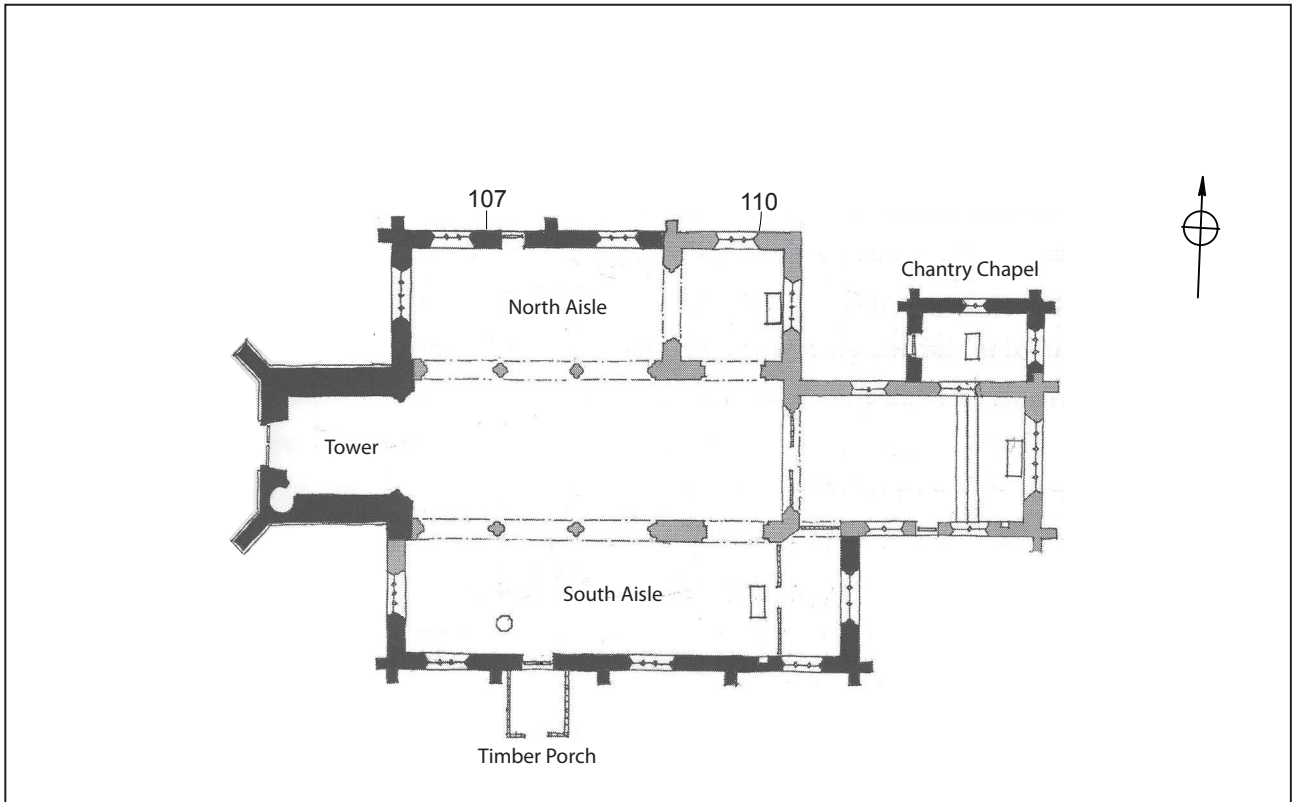 107
110
Chantry Chapel
North Aisle
Tower
South Aisle
Timber Porch